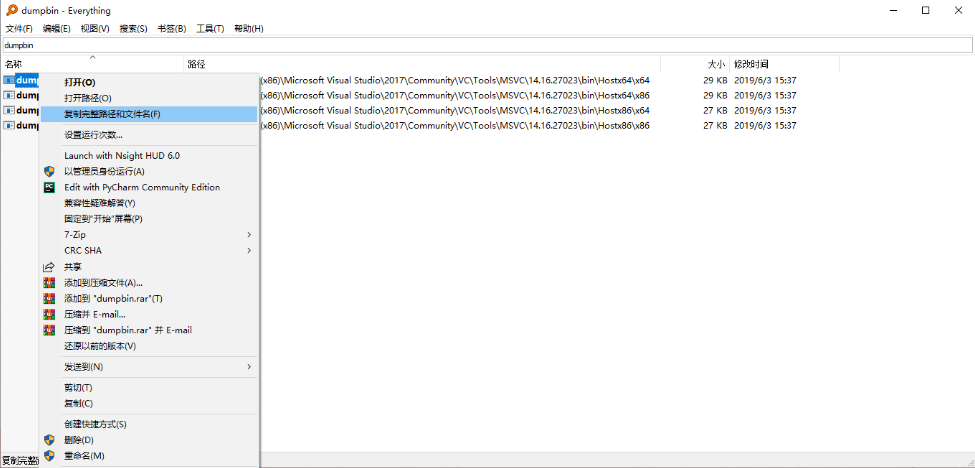 dumpbin - Everything
文件(F) 编辑(E) 视图(V) 搜索(S) 书签(B) 工具(T) 帮助(H)
dumpbin
名称 路径 大小 修改时间
(x86)\Microsoft Visual Studio\2017\Community\VC\Tools\MSVC\14.16.27023\bin\Hostx64\x64 29 KB 2019/6/3 15:37
(x86)\Microsoft Visual Studio\2017\Community\VC\Tools\MSVC\14.16.27023\bin\Hostx64\x86 29 KB 2019/6/3 15:37
(x86)\Microsoft Visual Studio\2017\Community\VC\Tools\MSVC\14.16.27023\bin\Hostx86\x64 27 KB 2019/6/3 15:37
(x86)\Microsoft Visual Studio\2017\Community\VC\Tools\MSVC\14.16.27023\bin\Hostx86\x86 27 KB 2019/6/3 15:37
打开(O)
打开路径(O)
复制完整路径和文件名(F)
设置运行次数...
Launch with Nsight HUD 6.0
以管理员身份运行(A)
Edit with PyCharm Community Edition
兼容性疑难解答(Y)
固定到"开始"屏幕(P)
7-Zip
CRC SHA
共享
添加到压缩文件(A)...
添加到 "dumpbin.rar"(T)
压缩并 E-mail...
压缩到 "dumpbin.rar" 并 E-mail
还原以前的版本(V)
发送到(N)
剪切(T)
复制(C)
创建快捷方式(S)
删除(D)
重命名(M)
复制完整